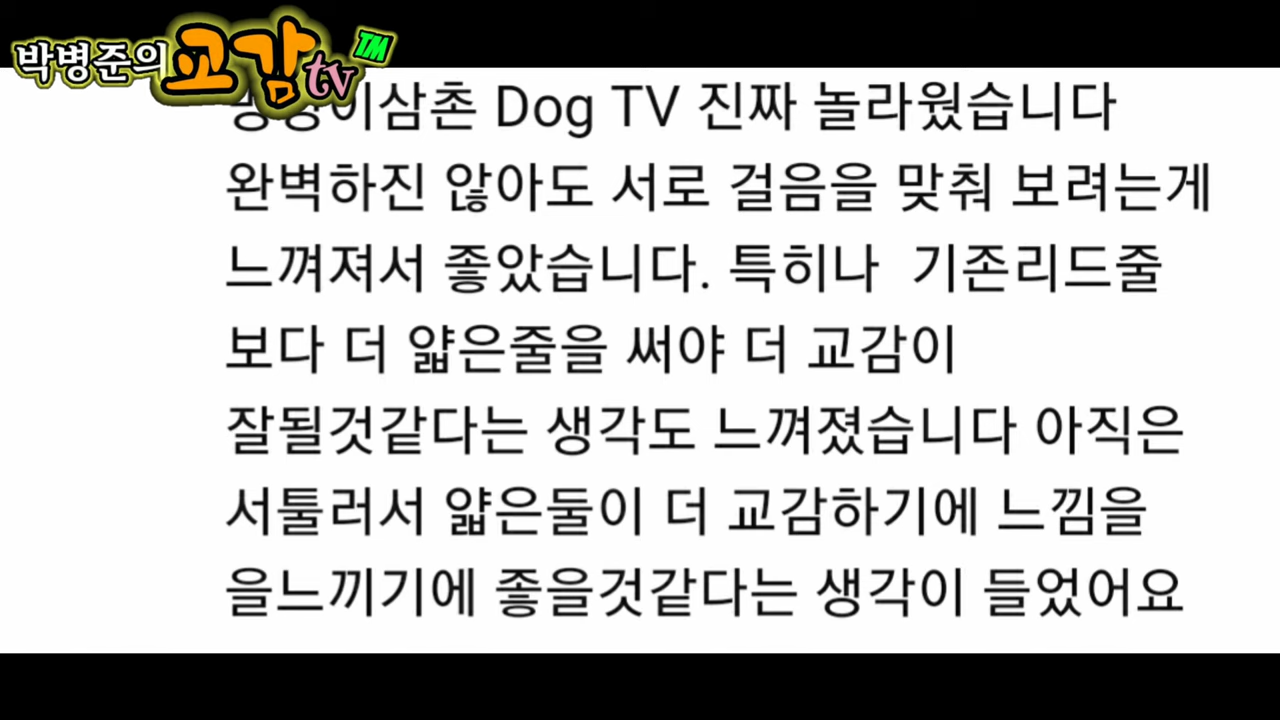 박병준의 교감tv TM
멍멍이삼촌 Dog TV 진짜 놀라웠습니다
완벽하진 않아도 서로 걸음을 맞춰 보려는게
느껴져서 좋았습니다. 특히나 기존리드줄
보다 더 얇은줄을 써야 더 교감이
잘될것같다는 생각도 느껴졌습니다 아직은
서툴러서 얇은둘이 더 교감하기에 느낌을
을느끼기에 좋을것같다는 생각이 들었어요